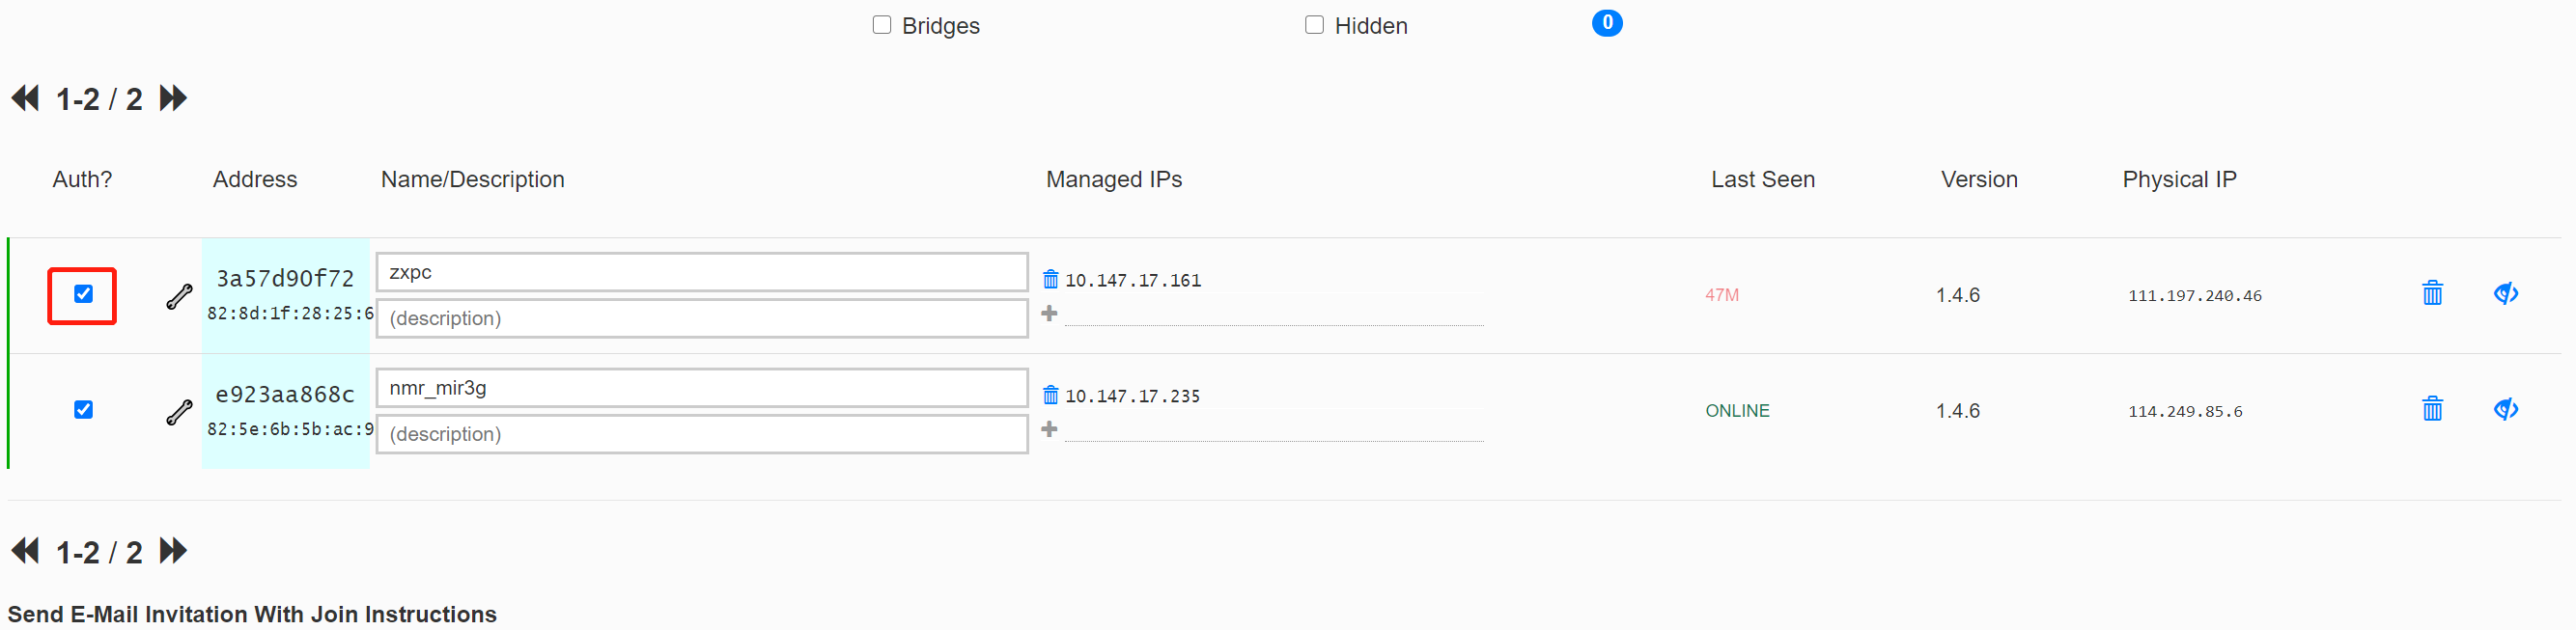 Bridges Hidden 0
1-2 / 2
Auth? Address Name/Description Managed IPs Last Seen Version Physical IP
3a57d90f72 zxpc 10.147.17.161 47M 1.4.6 111.197.240.46
82:8d:1f:28:25:6 (description)
e923aa868c nmr_mir3g 10.147.17.235 ONLINE 1.4.6 114.249.85.6
82:5e:6b:5b:ac:9 (description)
1-2 / 2
Send E-Mail Invitation With Join Instructions